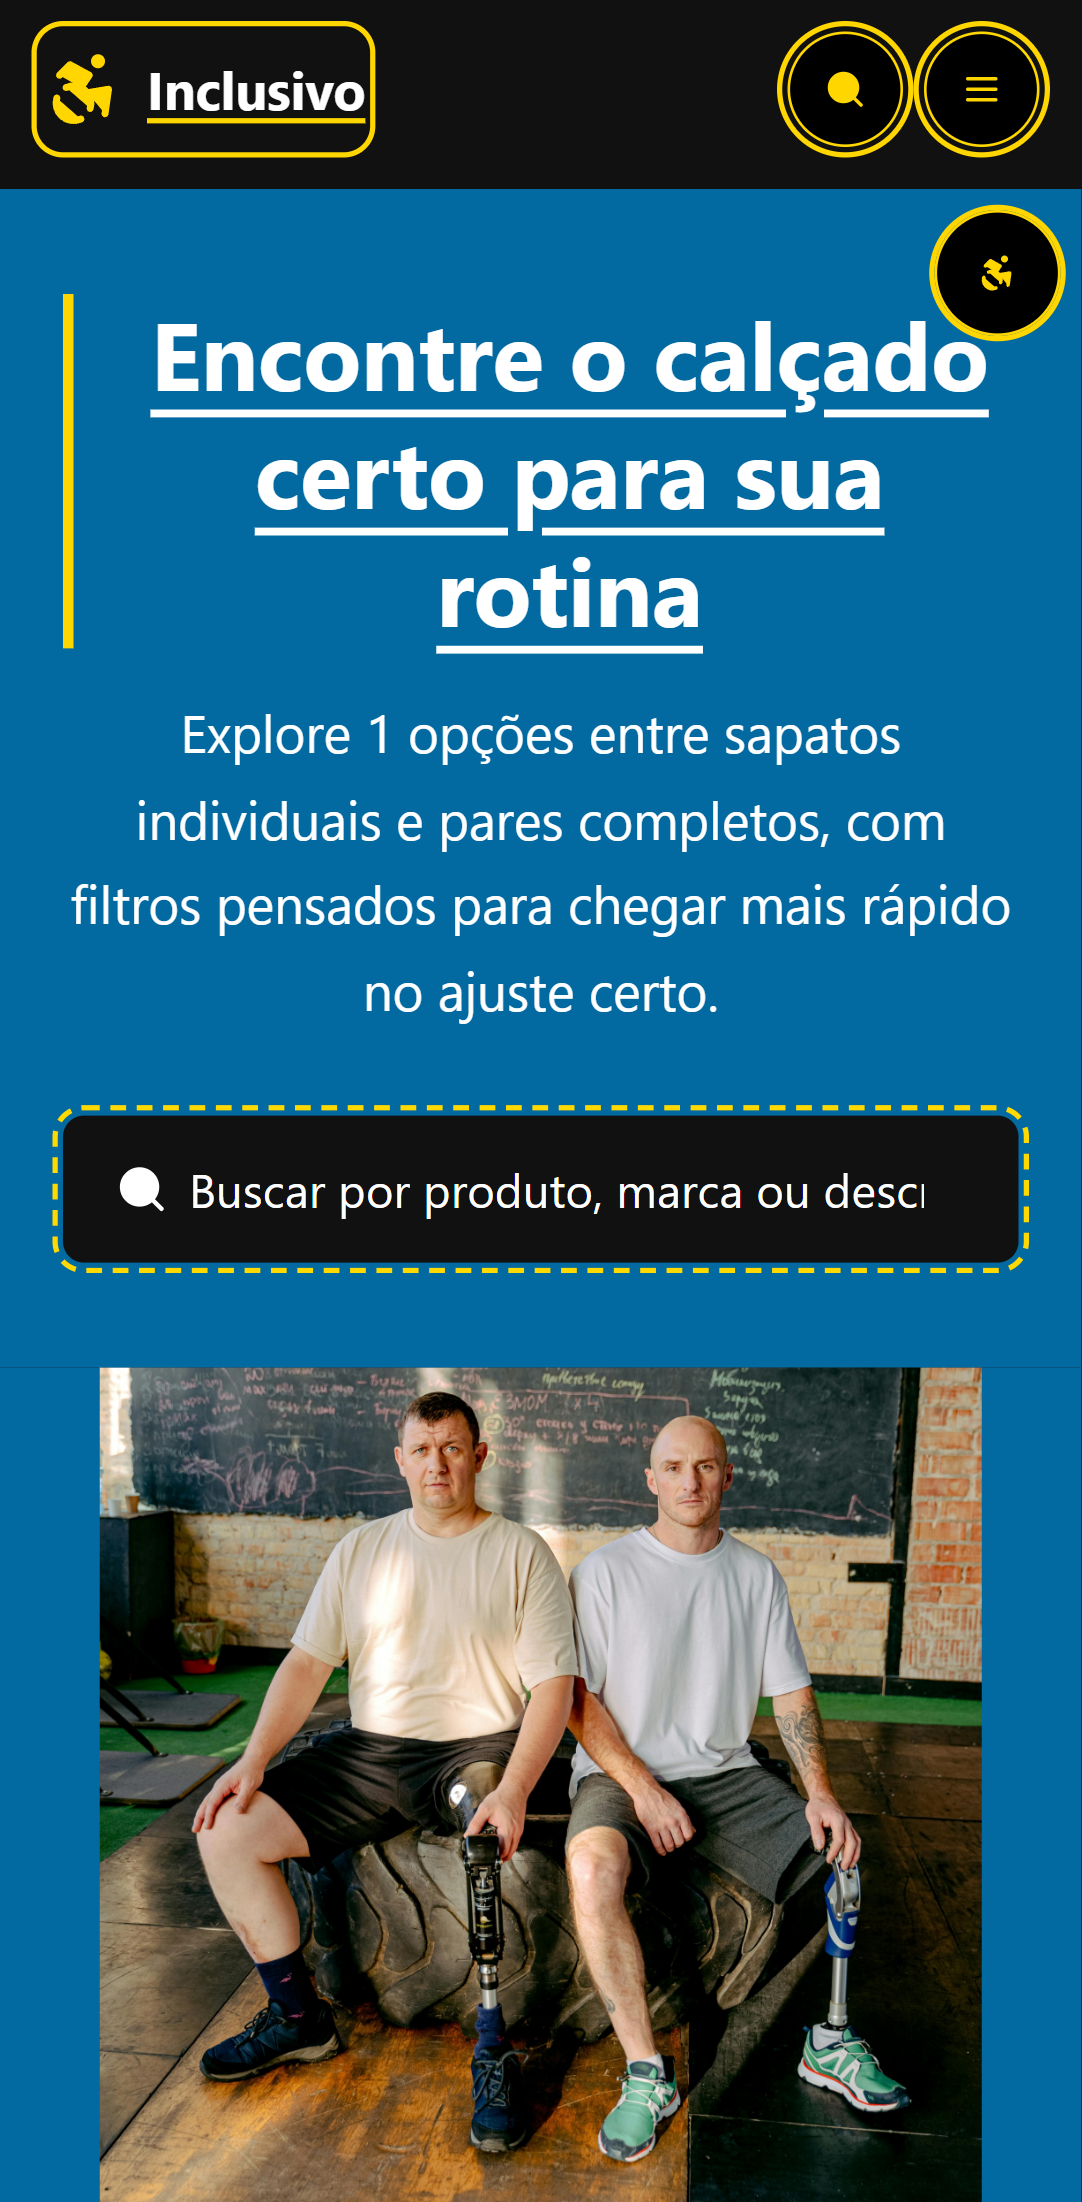 Inclusivo
Encontre o calçado
certo para sua
rotina
Explore 1 opções entre sapatos
individuais e pares completos, com
filtros pensados para chegar mais rápido
no ajuste certo.
Buscar por produto, marca ou desc